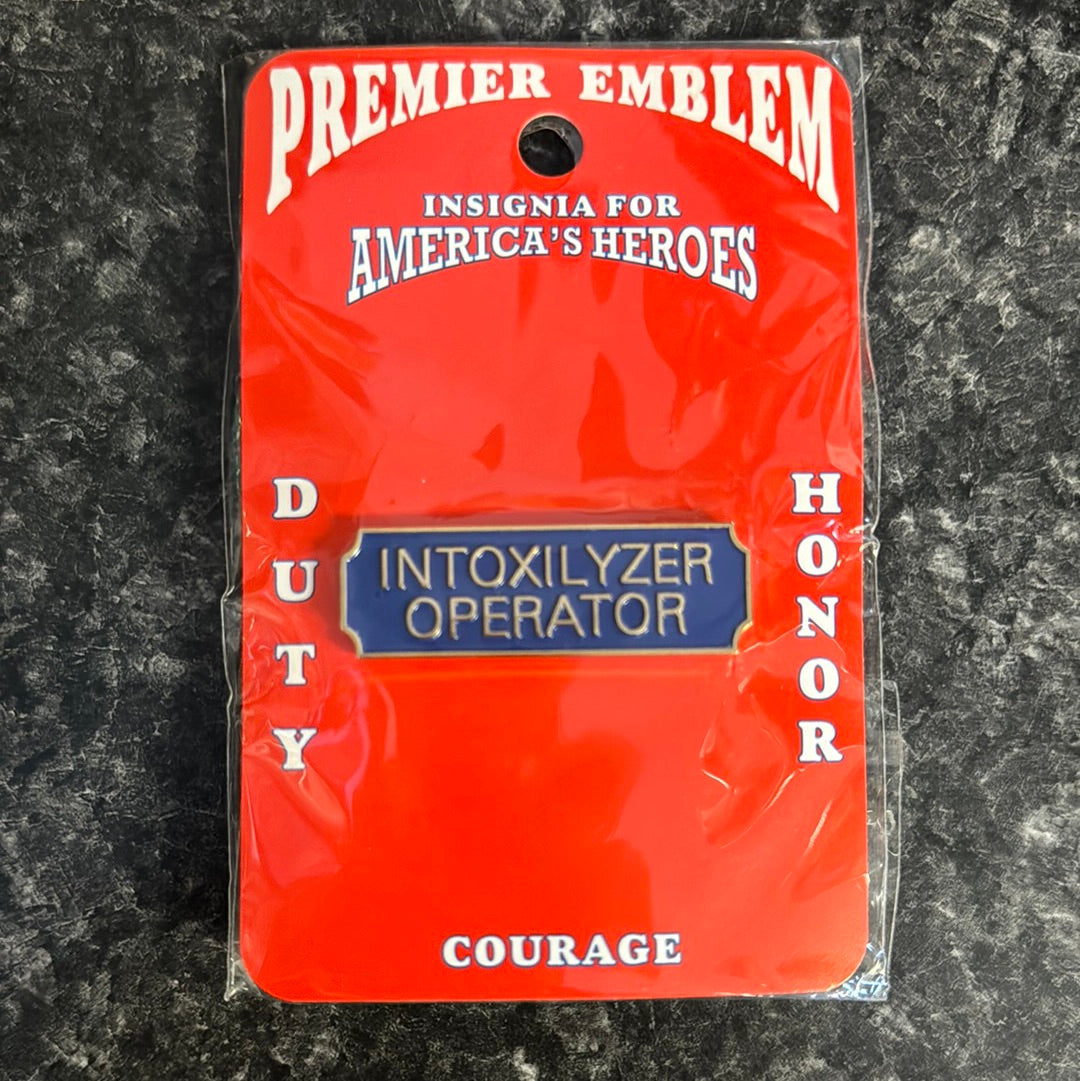 PREMIER EMBLEM
INSIGNIA FOR
AMERICA'S HEROES
DUTY
HONOR
INTOXILYZER
OPERATOR
COURAGE